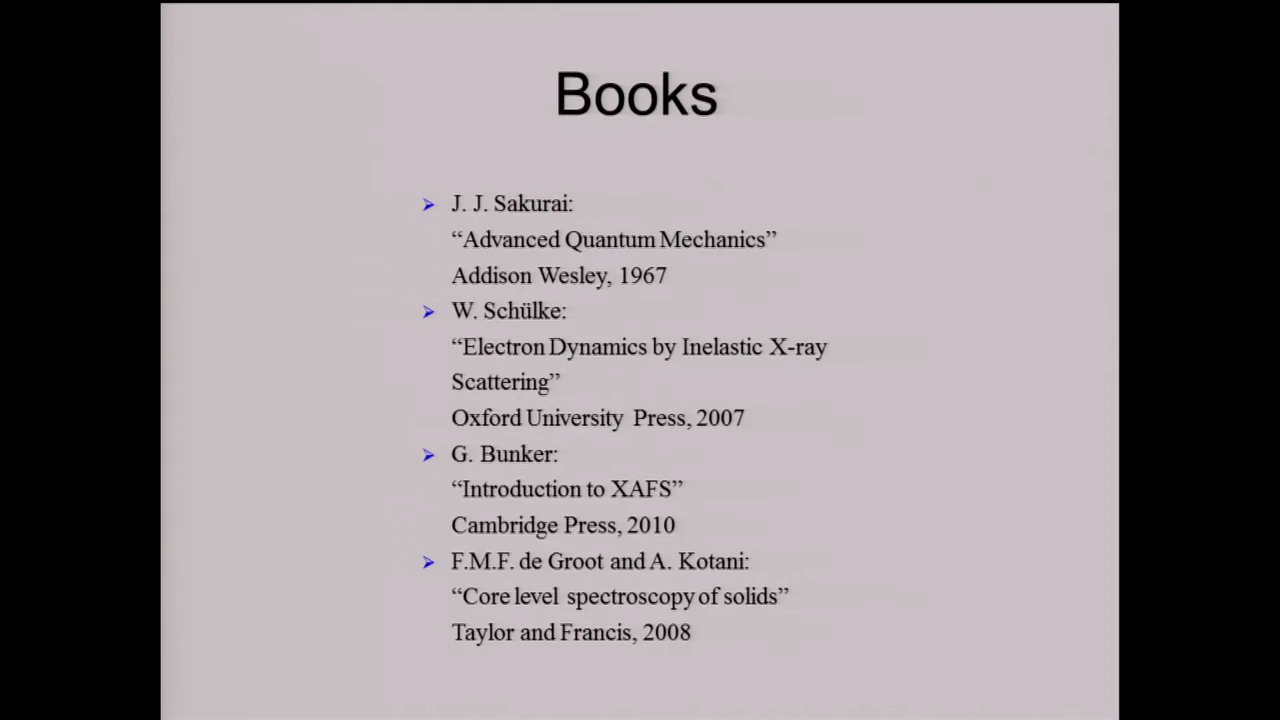 Books
➢ J. J. Sakurai:
“Advanced Quantum Mechanics”
Addison Wesley, 1967
➢ W. Schülke:
“Electron Dynamics by Inelastic X-ray
Scattering”
Oxford University Press, 2007
➢ G. Bunker:
“Introduction to XAFS”
Cambridge Press, 2010
➢ F.M.F. de Groot and A. Kotani:
“Core level spectroscopy of solids”
Taylor and Francis, 2008